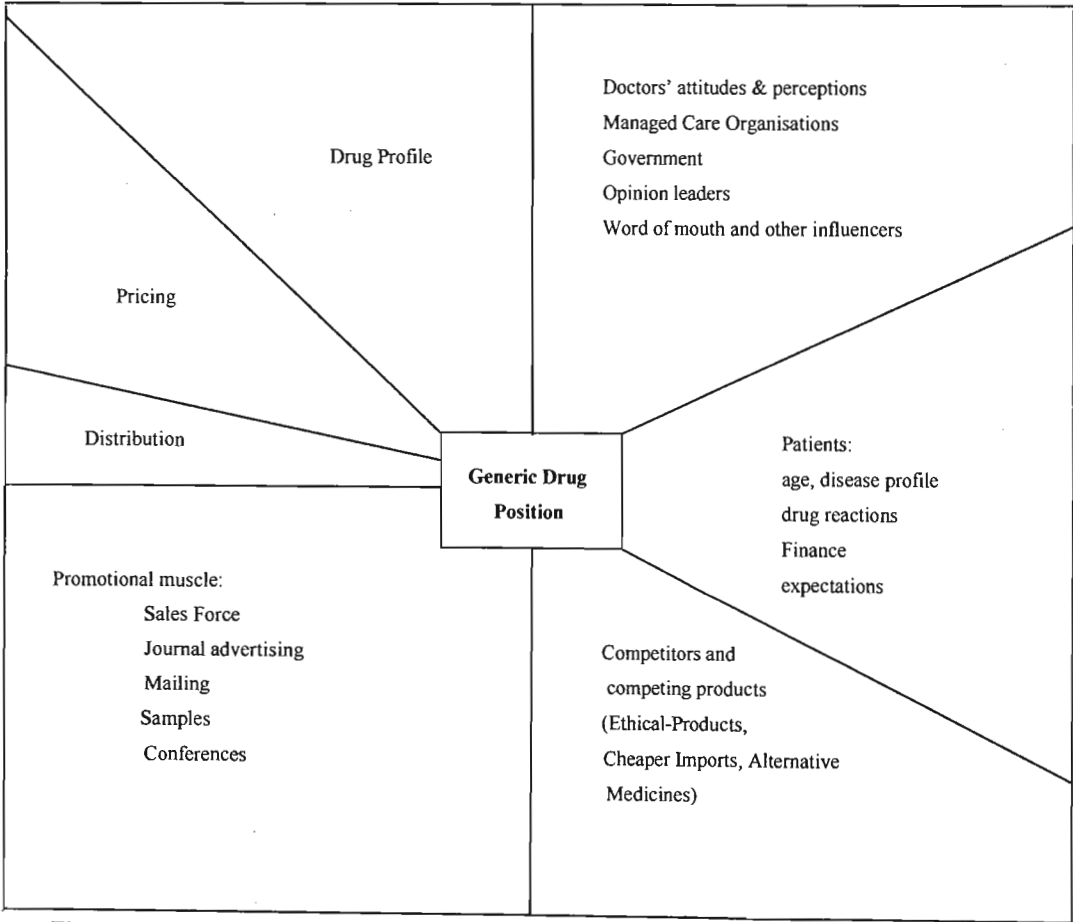 Drug Profile
Pricing
Distribution
Doctors' attitudes & perceptions
Managed Care Organisations
Government
Opinion leaders
Word of mouth and other influencers
Generic Drug
Position
Patients:
age, disease profile
drug reactions
Finance
expectations
Promotional muscle:
Sales Force
Journal advertising
Mailing
Samples
Conferences
Competitors and
competing products
(Ethical-Products,
Cheaper Imports, Alternative
Medicines)